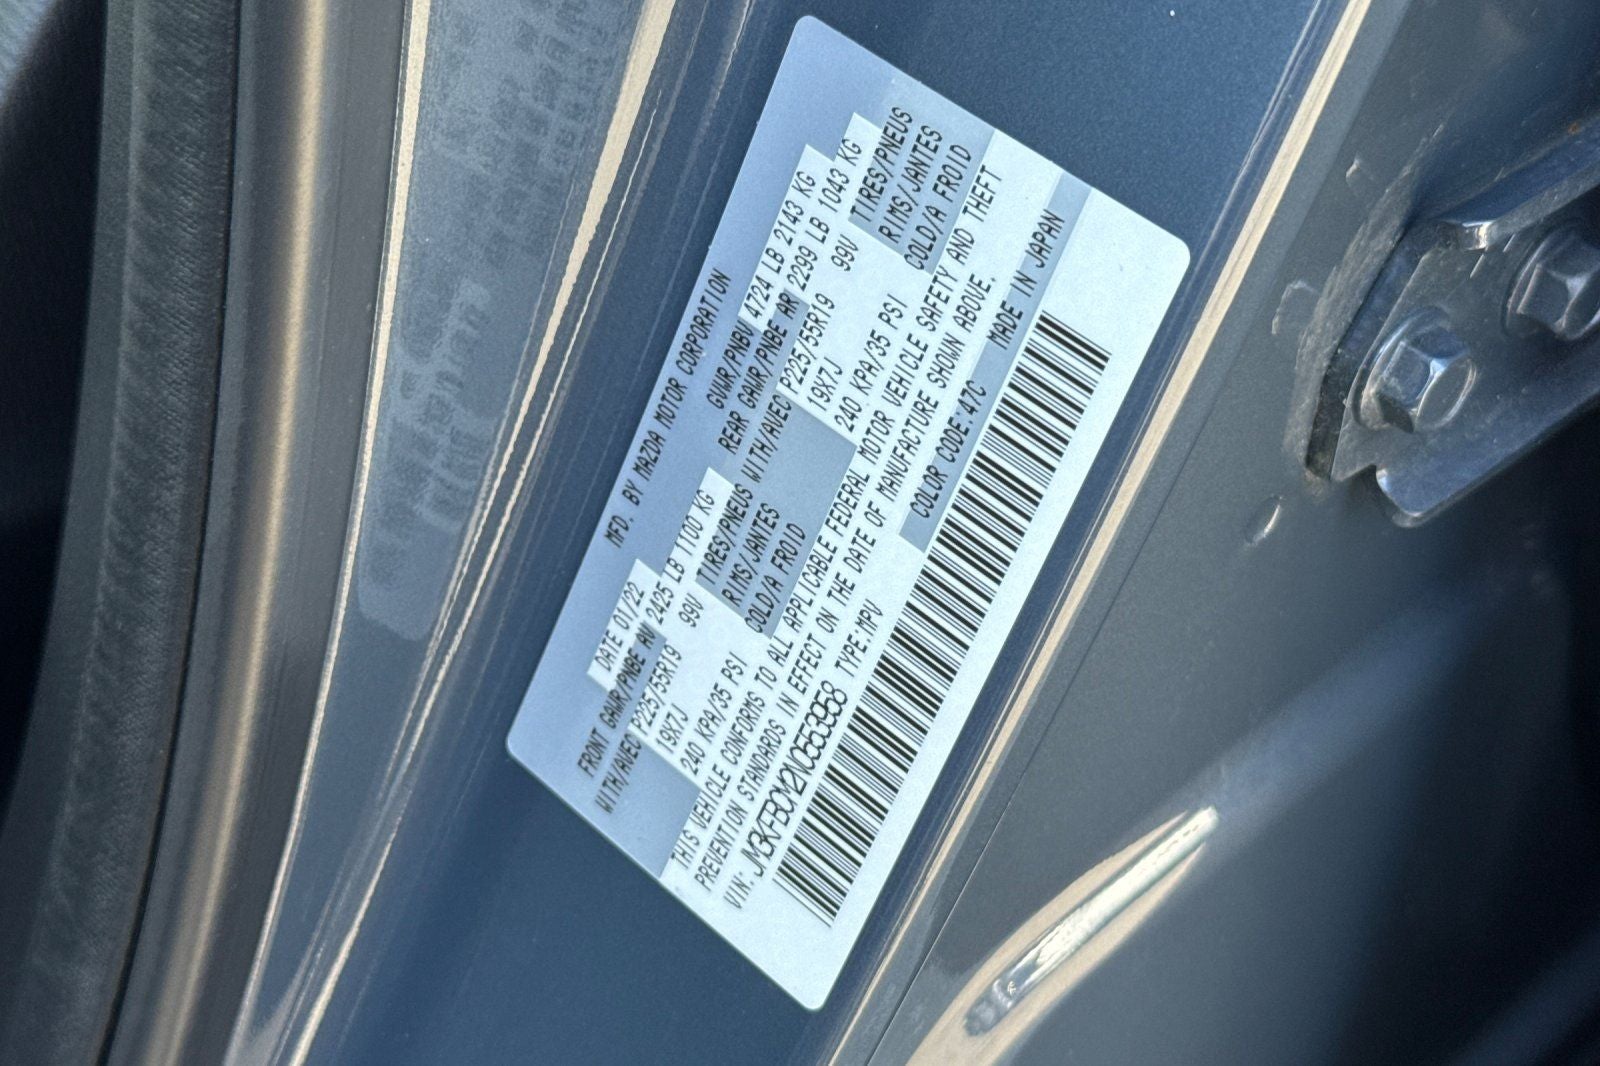 MFD. BY MAZDA MOTOR CORPORATION
DATE 01/22 GVWR/PNBV 4724 LB 2143 KG
FRONT GAWR/PNBE AV 2425 LB 1100 KG REAR GAWR/PNBE AR 2299 LB 1043 KG
WITH/AVEC P225/55R19 99V TIRES/PNEUS WITH/AVEC P225/55R19 99V TIRES/PNEUS
19X7J RIMS/JANTES 19X7J RIMS/JANTES
240 KPA/35 PSI COLD/A FROID 240 KPA/35 PSI COLD/A FROID
THIS VEHICLE CONFORMS TO ALL APPLICABLE FEDERAL MOTOR VEHICLE SAFETY AND THEFT
PREVENTION STANDARDS IN EFFECT ON THE DATE OF MANUFACTURE SHOWN ABOVE.
VIN: JM3KFBCM2N0553958 TYPE:MPV COLOR CODE:47C MADE IN JAPAN